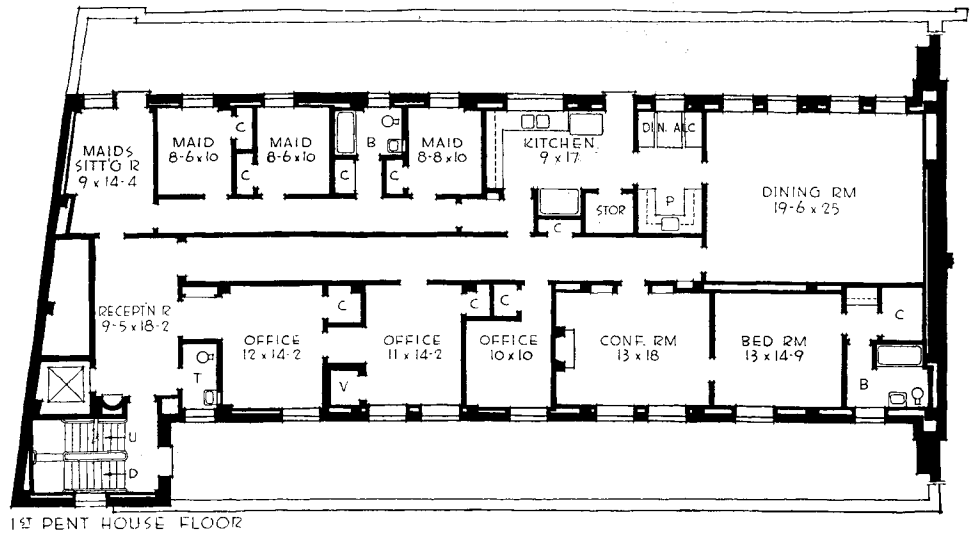 MAIDS
SITT'G R
9 x 14-4
MAID
8-6 x 10
C
C
MAID
8-6 x 10
B
C
C
MAID
8-8 x 10
KITCHEN
9 x 17
C
STOR
DIN. ALC
P
DINING RM
19-6 x 25
RECEPT'N R
9-5 x 18-2
T
OFFICE
12 x 14-2
C
V
OFFICE
11 x 14-2
C
C
OFFICE
10 x 10
CONF. RM
13 x 18
BED RM
13 x 14-9
C
B
U
D
1ST PENT HOUSE FLOOR